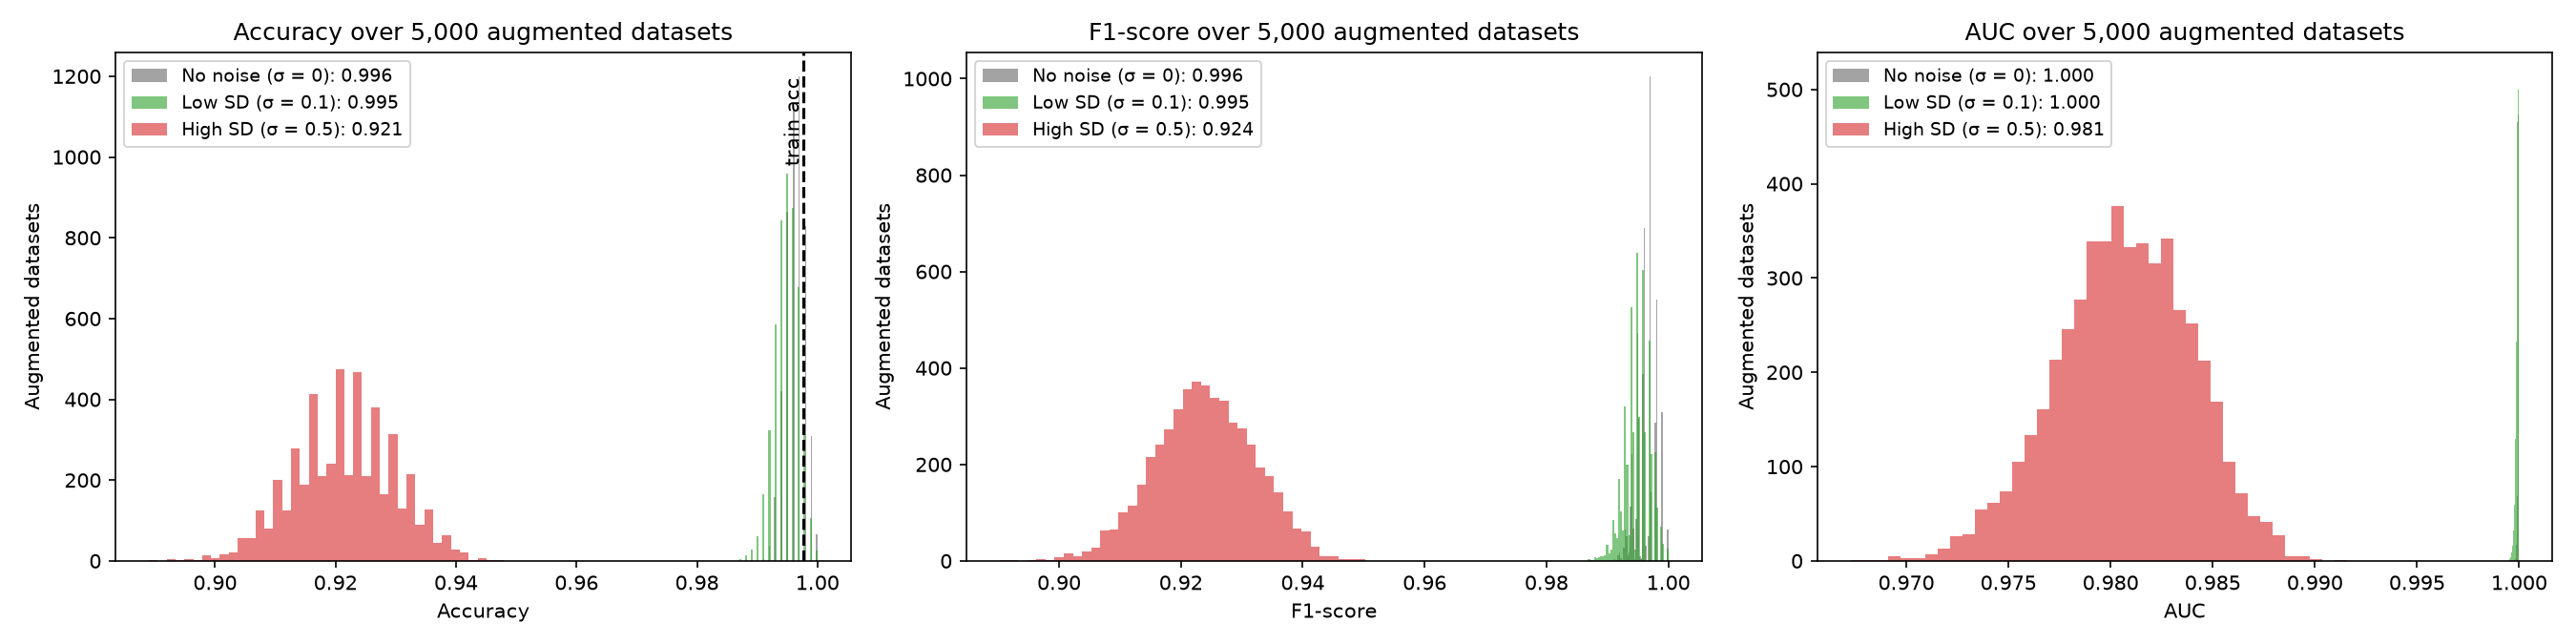 Accuracy over 5,000 augmented datasets
No noise (σ = 0): 0.996
Low SD (σ = 0.1): 0.995
High SD (σ = 0.5): 0.921
train acc
Augmented datasets
1200
1000
800
600
400
200
0
0.90 0.92 0.94 0.96 0.98 1.00
Accuracy
F1-score over 5,000 augmented datasets
No noise (σ = 0): 0.996
Low SD (σ = 0.1): 0.995
High SD (σ = 0.5): 0.924
Augmented datasets
1000
800
600
400
200
0
0.90 0.92 0.94 0.96 0.98 1.00
F1-score
AUC over 5,000 augmented datasets
No noise (σ = 0): 1.000
Low SD (σ = 0.1): 1.000
High SD (σ = 0.5): 0.981
Augmented datasets
500
400
300
200
100
0
0.970 0.975 0.980 0.985 0.990 0.995 1.000
AUC